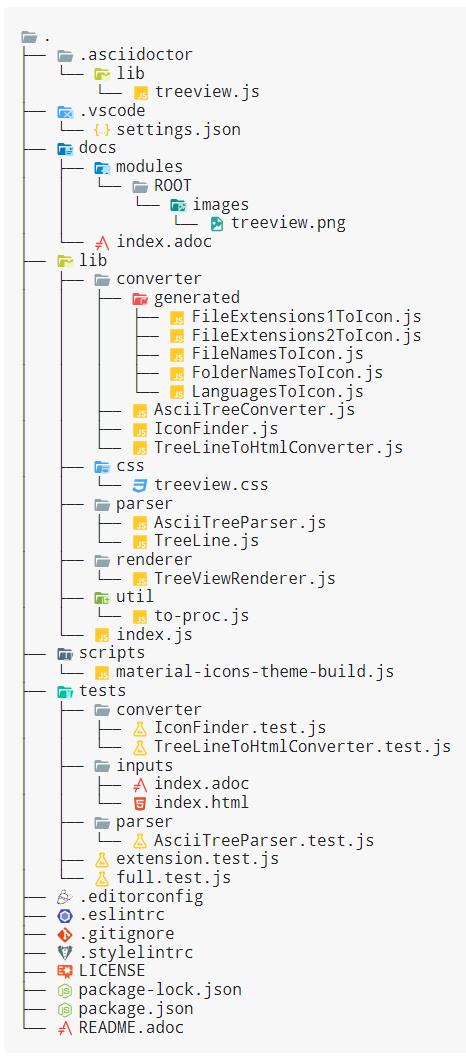 .
.asciidoctor
lib
treeview.js
.vscode
settings.json
docs
modules
ROOT
images
treeview.png
index.adoc
lib
converter
generated
FileExtensions1ToIcon.js
FileExtensions2ToIcon.js
FileNamesToIcon.js
FolderNamesToIcon.js
LanguagesToIcon.js
AsciiTreeConverter.js
IconFinder.js
TreeLineToHtmlConverter.js
css
treeview.css
parser
AsciiTreeParser.js
TreeLine.js
renderer
TreeViewRenderer.js
util
to-proc.js
index.js
scripts
material-icons-theme-build.js
tests
converter
IconFinder.test.js
TreeLineToHtmlConverter.test.js
inputs
index.adoc
index.html
parser
AsciiTreeParser.test.js
extension.test.js
full.test.js
.editorconfig
.eslintrc
.gitignore
.stylelintrc
LICENSE
package-lock.json
package.json
README.adoc